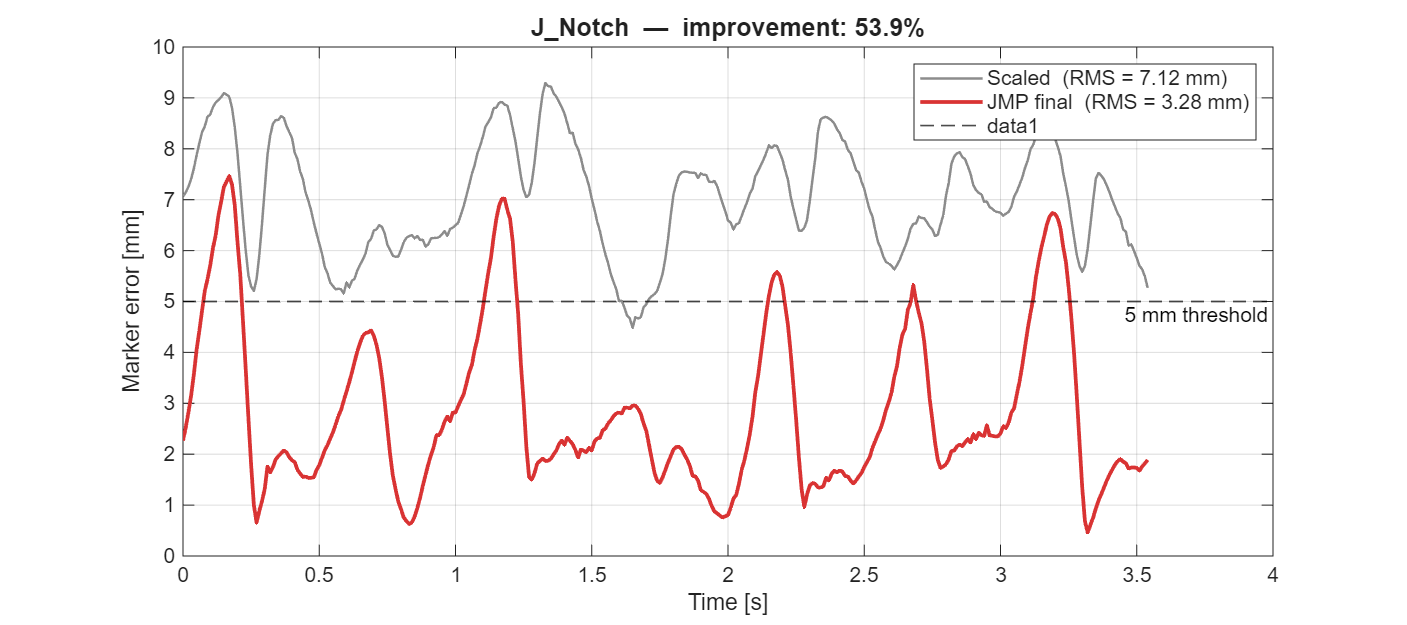 J_Notch — improvement: 53.9%
10
9
8
7
6
5
4
3
2
1
0
Marker error [mm]
Scaled (RMS = 7.12 mm)
JMP final (RMS = 3.28 mm)
data1
5 mm threshold
0 0.5 1 1.5 2 2.5 3 3.5 4
Time [s]